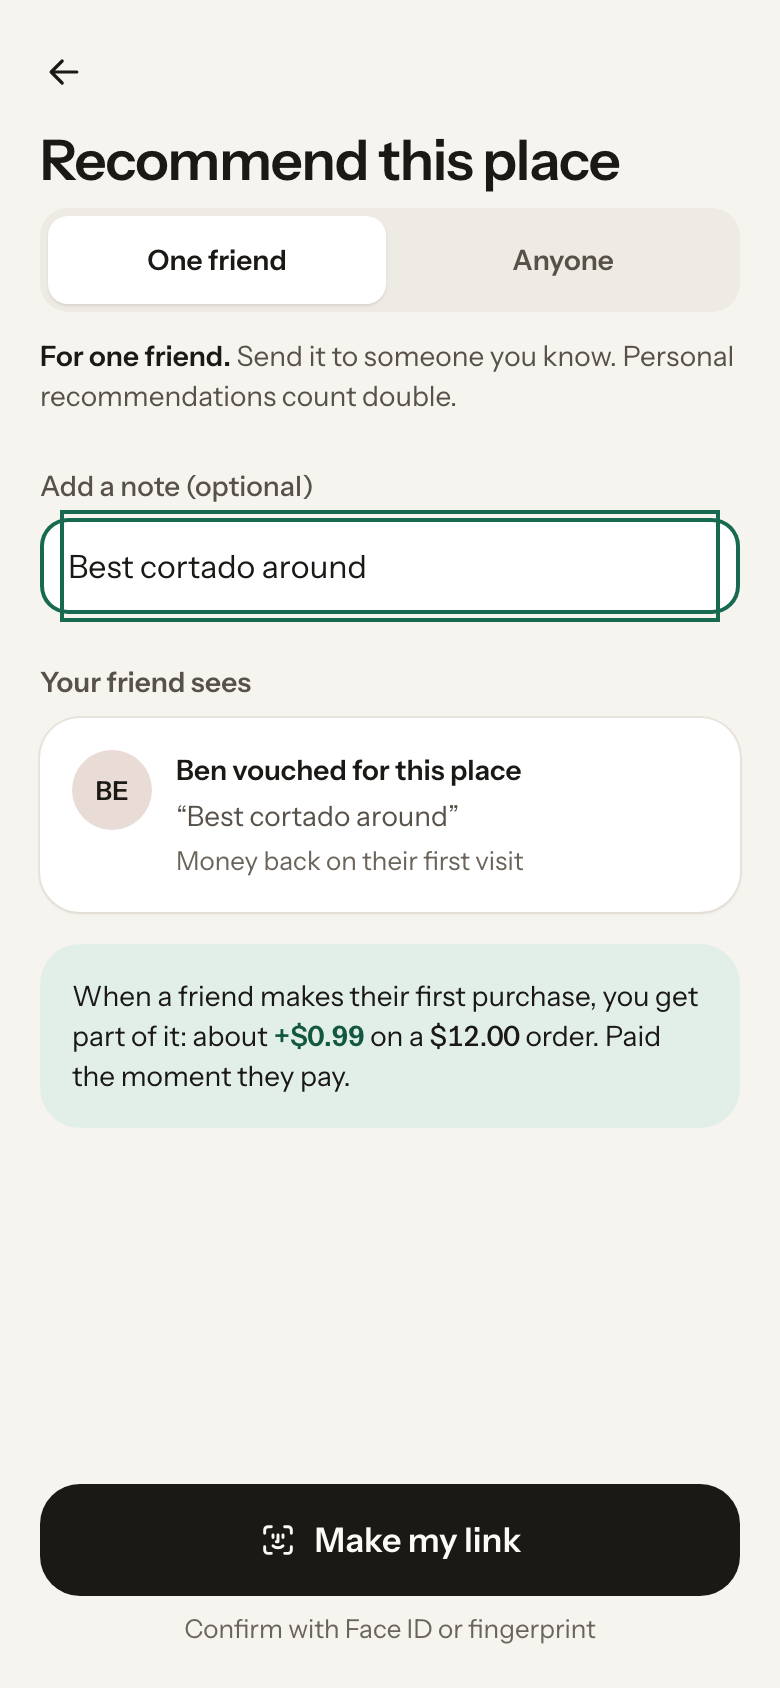 Recommend this place
One friend
Anyone
For one friend. Send it to someone you know. Personal
recommendations count double.
Add a note (optional)
Best cortado around
Your friend sees
BE
Ben vouched for this place
“Best cortado around”
Money back on their first visit
When a friend makes their first purchase, you get
part of it: about +$0.99 on a $12.00 order. Paid
the moment they pay.
Make my link
Confirm with Face ID or fingerprint